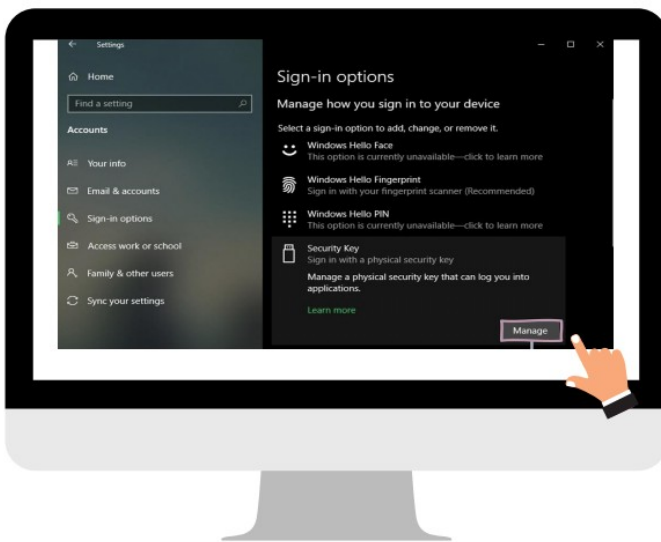 Settings
Home
Find a setting
Accounts
Your info
Email & accounts
Sign-in options
Access work or school
Family & other users
Sync your settings
Sign-in options
Manage how you sign in to your device
Select a sign-in option to add, change, or remove it.
Windows Hello Face
This option is currently unavailable—click to learn more
Windows Hello Fingerprint
Sign in with your fingerprint scanner (Recommended)
Windows Hello PIN
This option is currently unavailable—click to learn more
Security Key
Sign in with a physical security key
Manage a physical security key that can log you into
applications.
Learn more
Manage